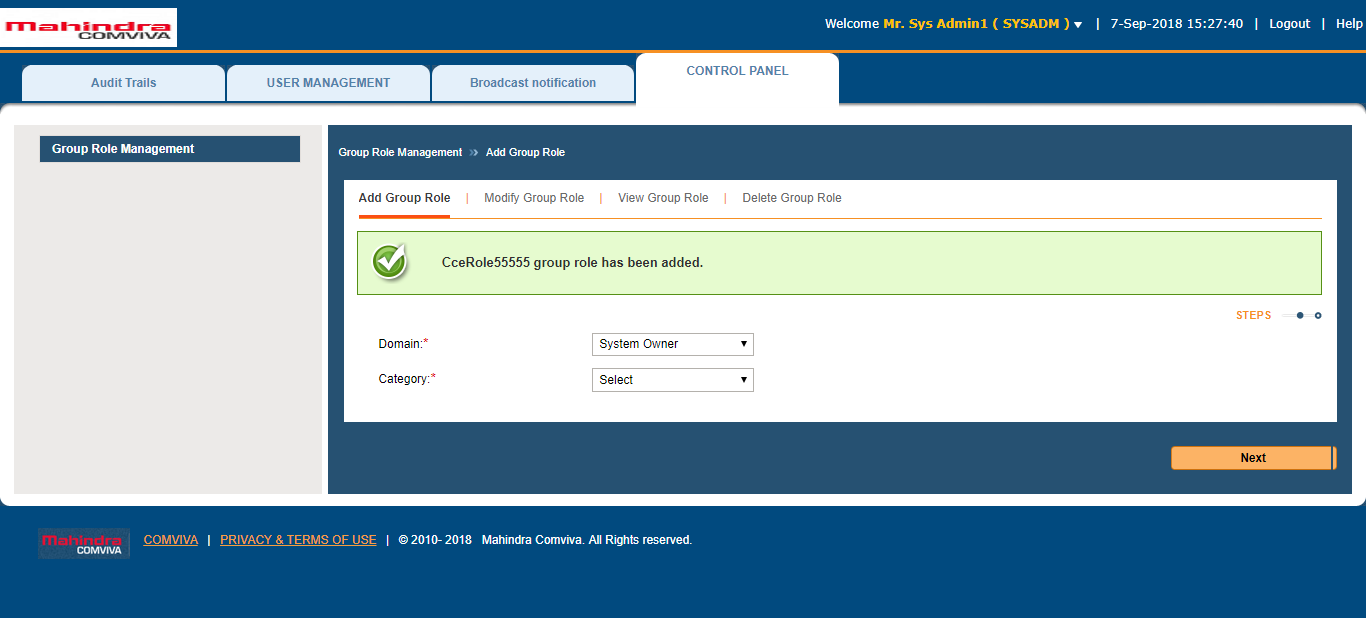 Mahindra
COMVIVA
Welcome Mr. Sys Admin1 ( SYSADM ) | 7-Sep-2018 15:27:40 | Logout | Help
Audit Trails
USER MANAGEMENT
Broadcast notification
CONTROL PANEL
Group Role Management
Group Role Management » Add Group Role
Add Group Role | Modify Group Role | View Group Role | Delete Group Role
CceRole55555 group role has been added.
STEPS
Domain:* System Owner
Category:* Select
Next
Mahindra
COMVIVA
COMVIVA | PRIVACY & TERMS OF USE | © 2010- 2018 Mahindra Comviva. All Rights reserved.